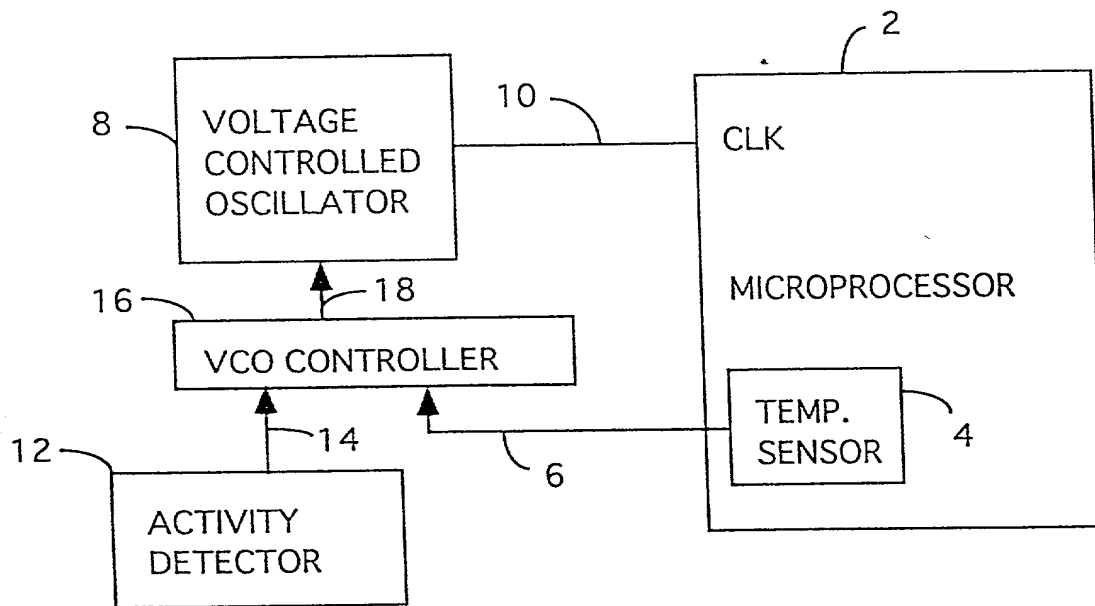 2
8
VOLTAGE
CONTROLLED
OSCILLATOR
10
CLK
MICROPROCESSOR
16
18
VCO CONTROLLER
TEMP.
SENSOR
4
6
14
12
ACTIVITY
DETECTOR